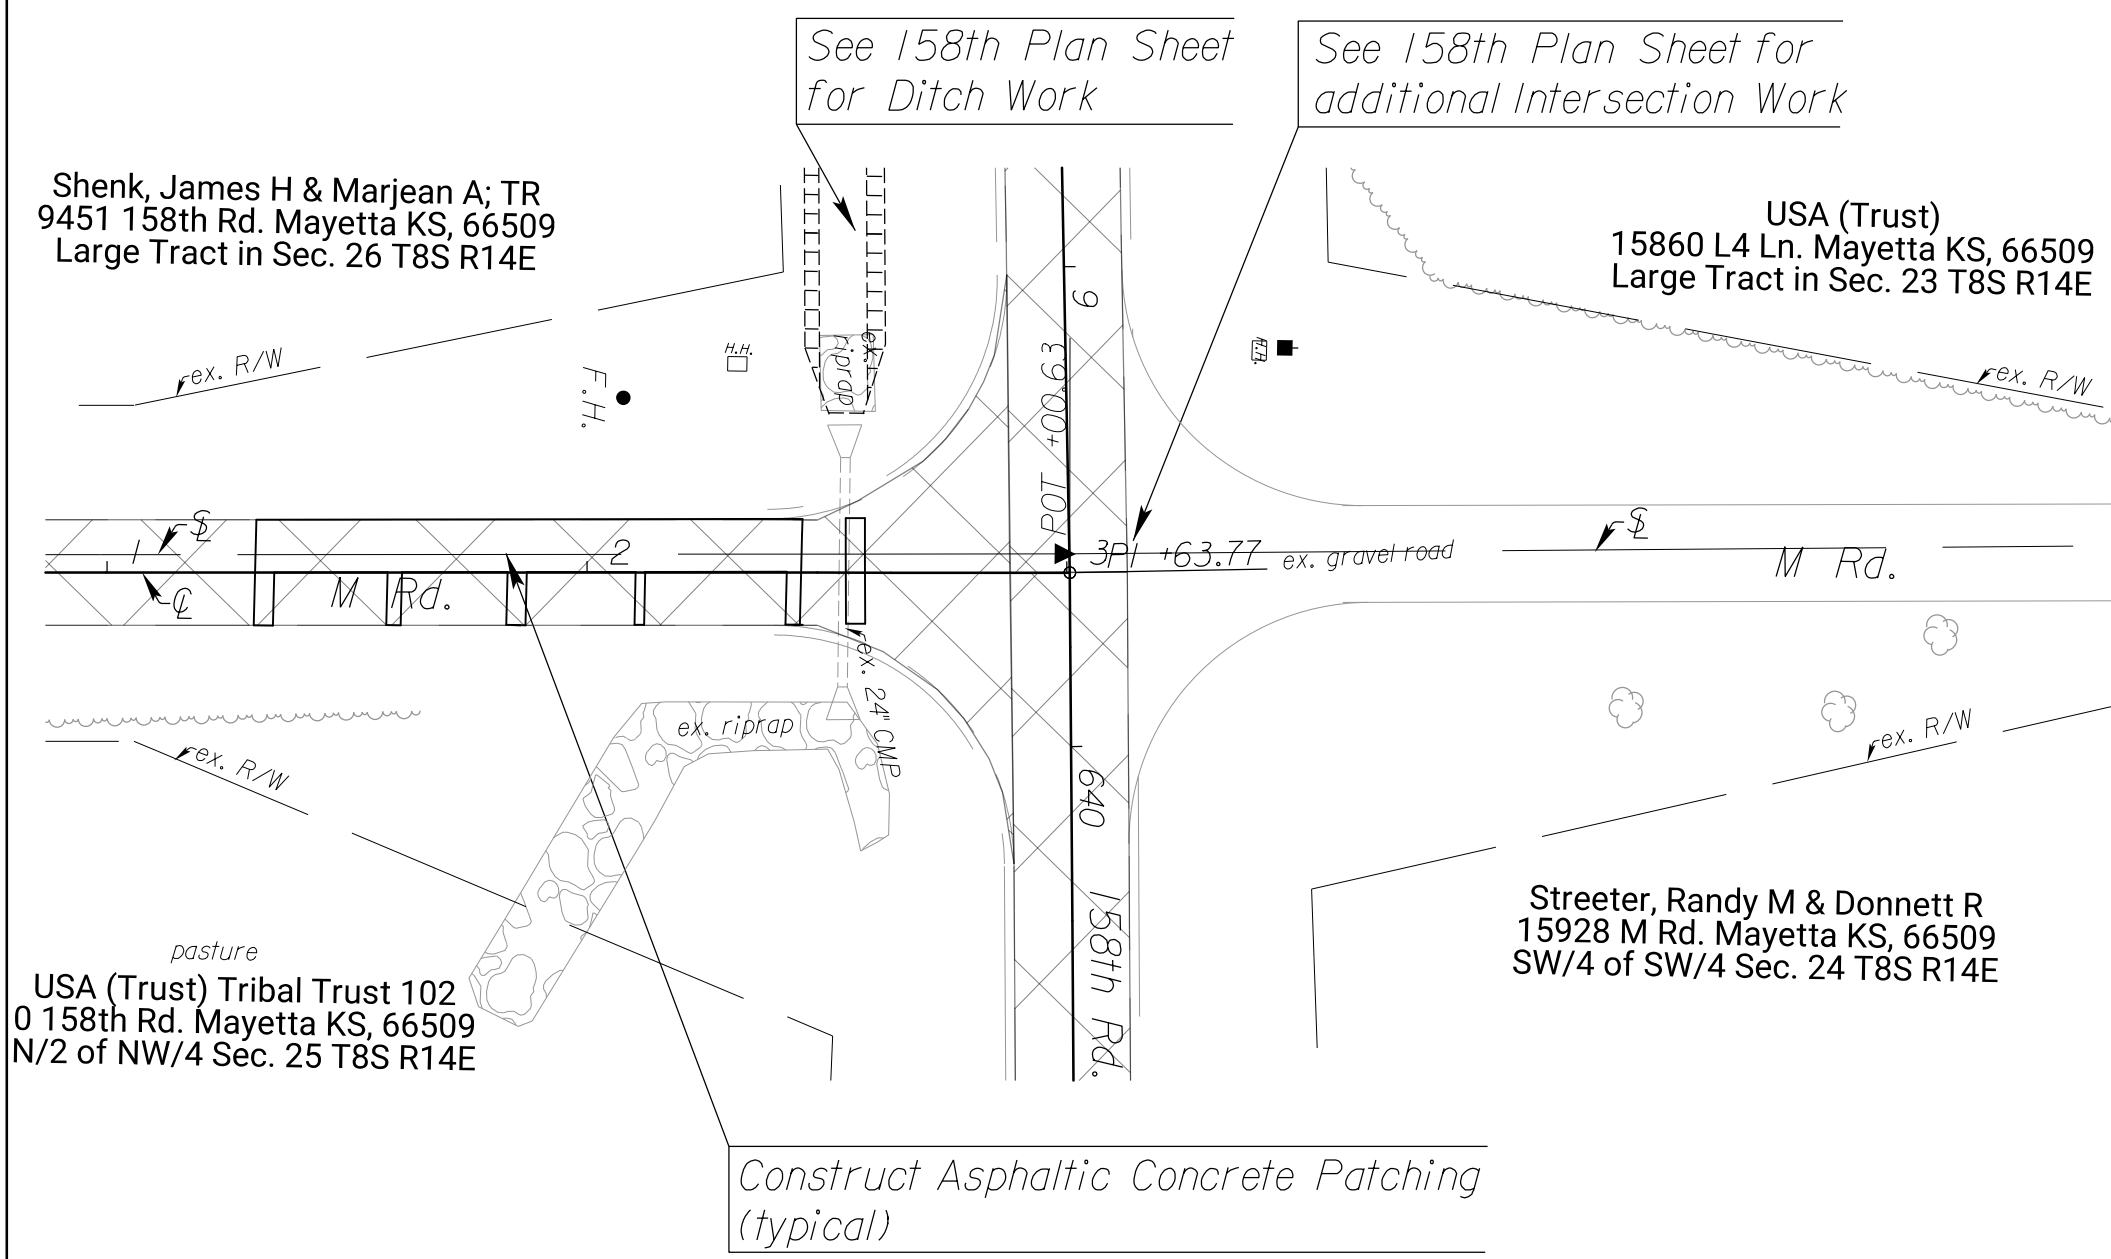 See 158th Plan Sheet
for Ditch Work
See 158th Plan Sheet for
additional Intersection Work
Shenk, James H & Marjean A; TR
9451 158th Rd. Mayetta KS, 66509
Large Tract in Sec. 26 T8S R14E
USA (Trust)
15860 L4 Ln. Mayetta KS, 66509
Large Tract in Sec. 23 T8S R14E
ex. R/W
F.H.
H.H.
ex.
riprap
9
H.H.
ex. R/W
POT +00.63
1
2
3
PI +63.77
ex. gravel road
M Rd.
M Rd.
ex. 24" CMP
ex. riprap
ex. R/W
ex. R/W
640
158th Rd.
pasture
USA (Trust) Tribal Trust 102
0 158th Rd. Mayetta KS, 66509
N/2 of NW/4 Sec. 25 T8S R14E
Streeter, Randy M & Donnett R
15928 M Rd. Mayetta KS, 66509
SW/4 of SW/4 Sec. 24 T8S R14E
Construct Asphaltic Concrete Patching
(typical)